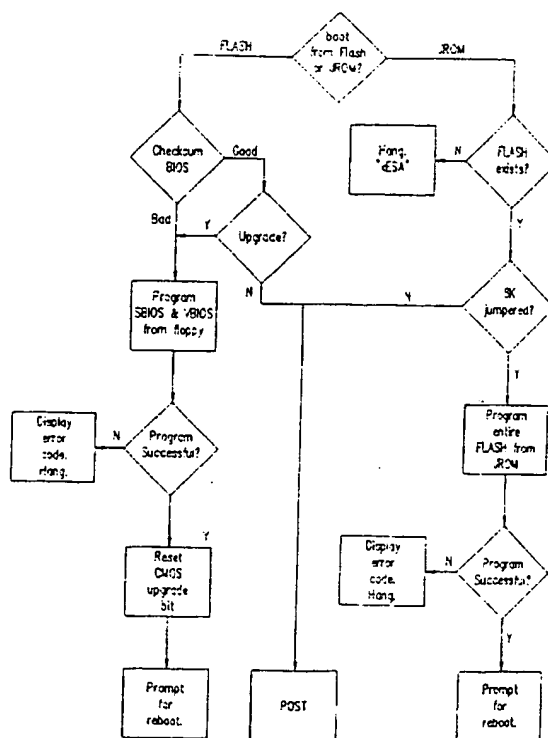 boot
from Flash
or JROM?
FLASH
JROM
Checksum
BIOS
Good
Bad
Hang.
"dESA"
N
FLASH
exists?
Y
Y
Upgrade?
N
N
SK
jumpered?
Y
Program
SBIOS & VBIOS
from floppy
Program
entire
FLASH from
JROM
Display
error
code.
Hang.
N
Program
Successful?
Y
Display
error
code.
Hang.
N
Program
Successful?
Y
Reset
CMOS
upgrade
bit
Prompt
for
reboot.
POST
Prompt
for
reboot.